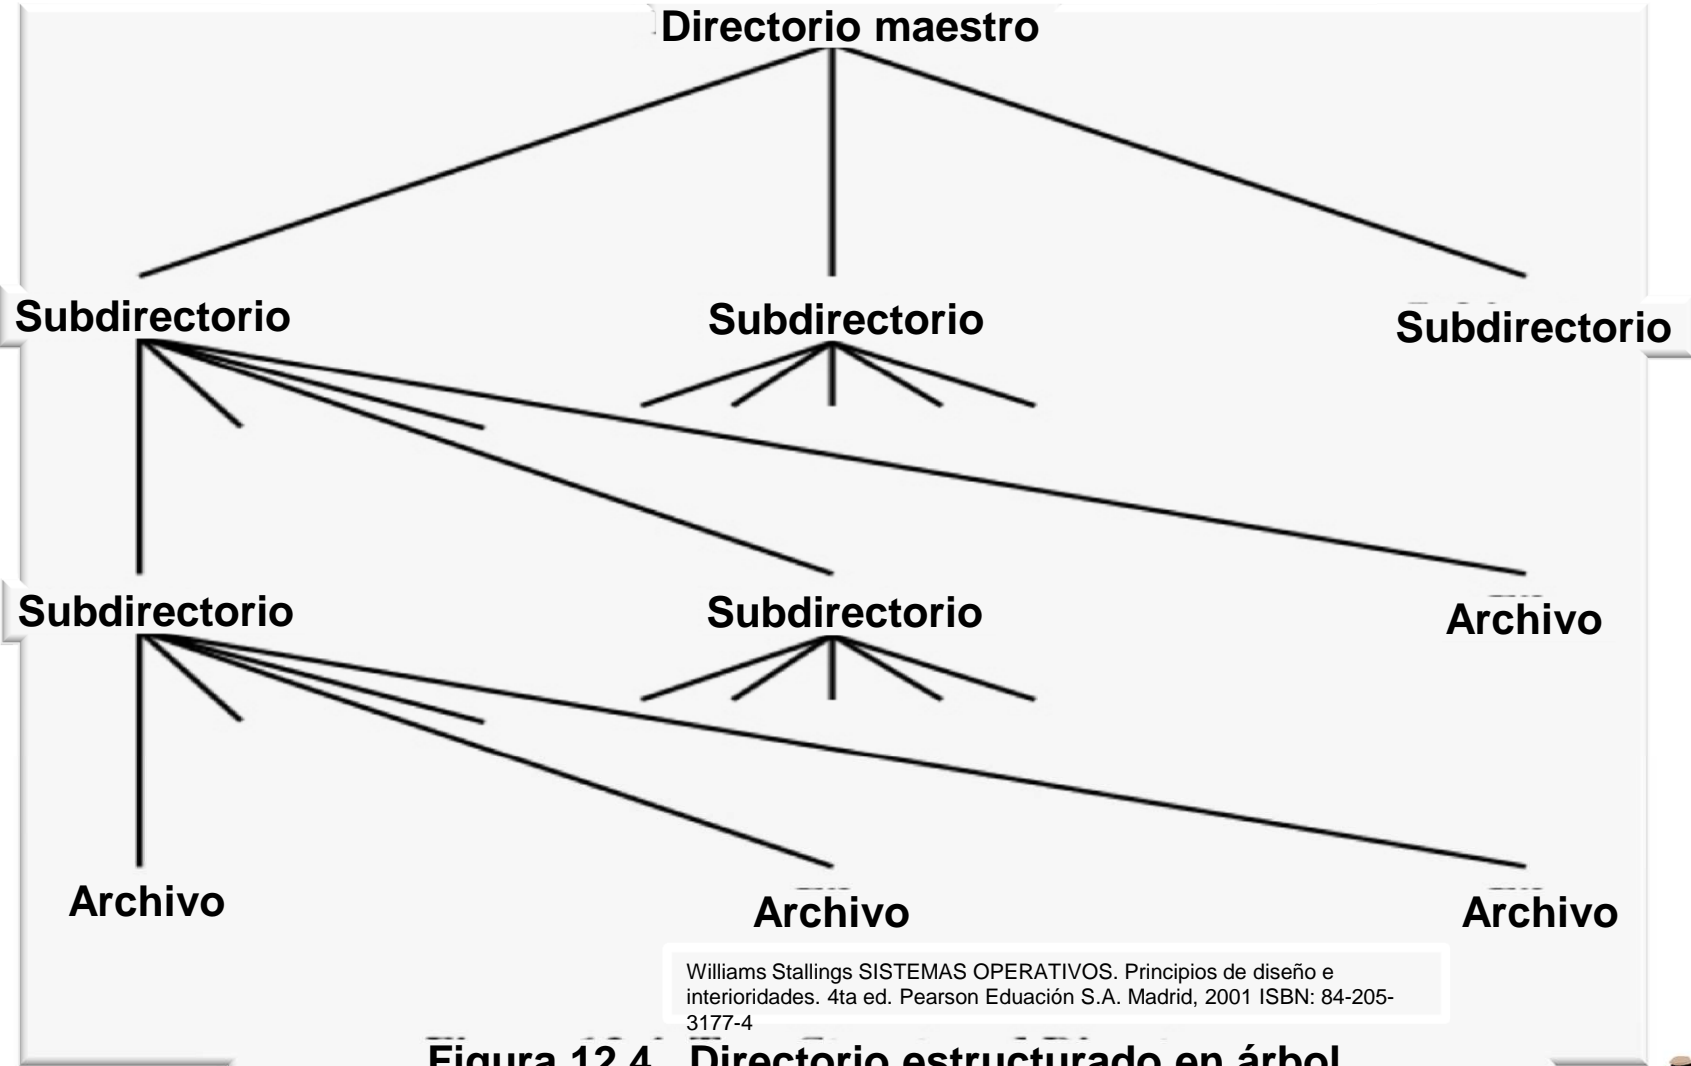 Directorio maestro
Subdirectorio
Subdirectorio
Subdirectorio
Subdirectorio
Subdirectorio
Archivo
Archivo
Archivo
Archivo
Williams Stallings SISTEMAS OPERATIVOS. Principios de diseño e
interioridades. 4ta ed. Pearson Eduación S.A. Madrid, 2001 ISBN: 84-205-
3177-4
Figura 12.4. Directorio estructurado en árbol